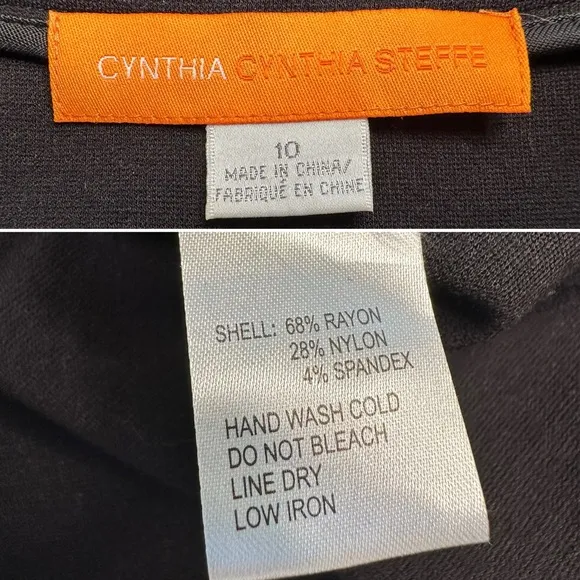 CYNTHIA CYNTHIA STEFFE
10
MADE IN CHINA/
FABRIQUÉ EN CHINE
SHELL: 68% RAYON
28% NYLON
4% SPANDEX
HAND WASH COLD
DO NOT BLEACH
LINE DRY
LOW IRON